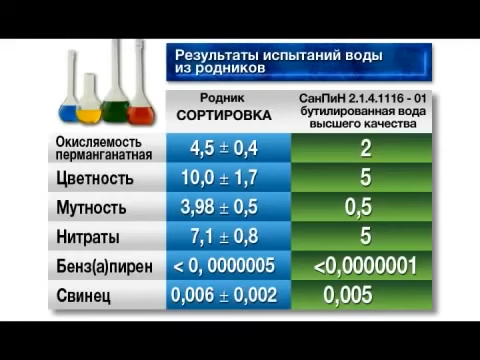 Результаты испытаний воды
из родников
Родник
СОРТИРОВКА
СанПиН 2.1.4.1116 - 01
бутилированная вода
высшего качества
Окисляемость
перманганатная
4,5 ± 0,4
2
Цветность
10,0 ± 1,7
5
Мутность
3,98 ± 0,5
0,5
Нитраты
7,1 ± 0,8
5
Бенз(а)пирен
< 0, 0000005
<0,0000001
Свинец
0,006 ± 0,002
0,005